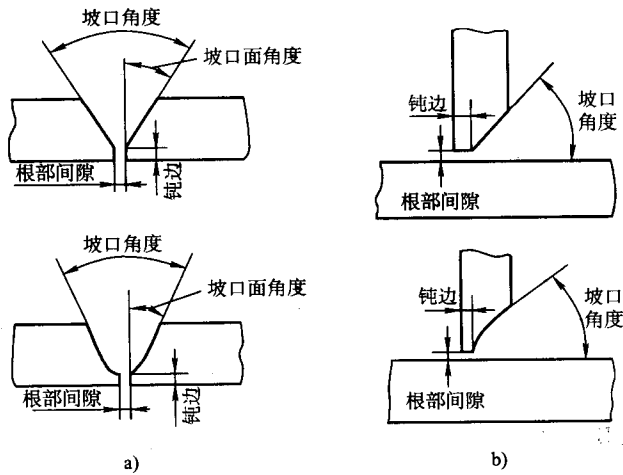 坡口角度
坡口面角度
根部间隙
钝边
坡口角度
坡口面角度
根部间隙
钝边
a)
钝边
坡口
角度
根部间隙
钝边
坡口
角度
根部间隙
b)